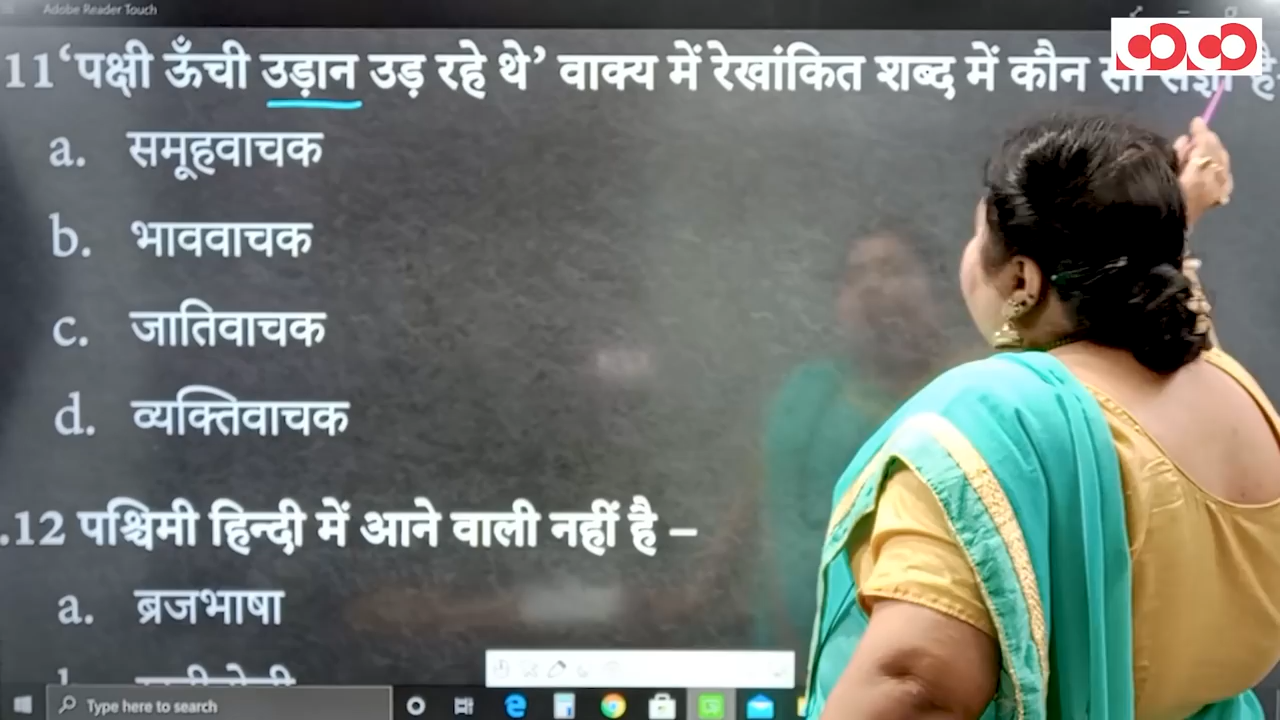 Adobe Reader Touch
11 ‘पक्षी ऊँची उड़ान उड़ रहे थे’ वाक्य में रेखांकित शब्द में कौन सी संज्ञा है
a. समूहवाचक
b. भाववाचक
c. जातिवाचक
d. व्यक्तिवाचक
.12 पश्चिमी हिन्दी में आने वाली नहीं है –
a. ब्रजभाषा
Type here to search